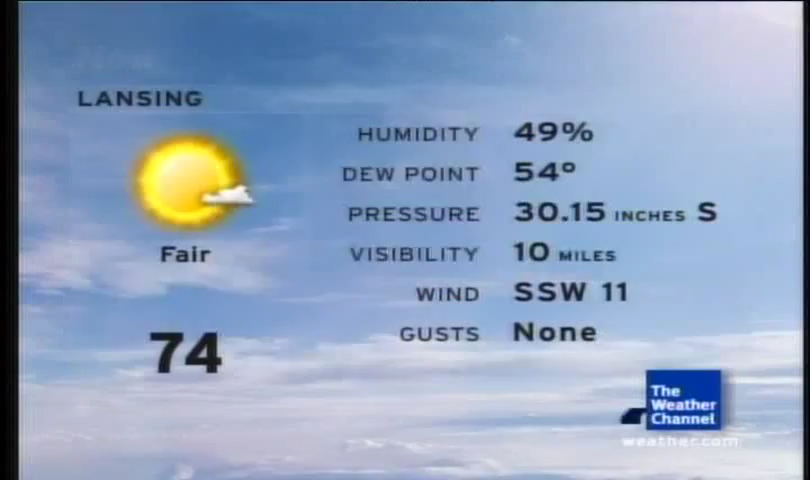 LANSING
Fair
74
HUMIDITY 49%
DEW POINT 54°
PRESSURE 30.15 INCHES S
VISIBILITY 10 MILES
WIND SSW 11
GUSTS None
The
Weather
Channel
weather.com